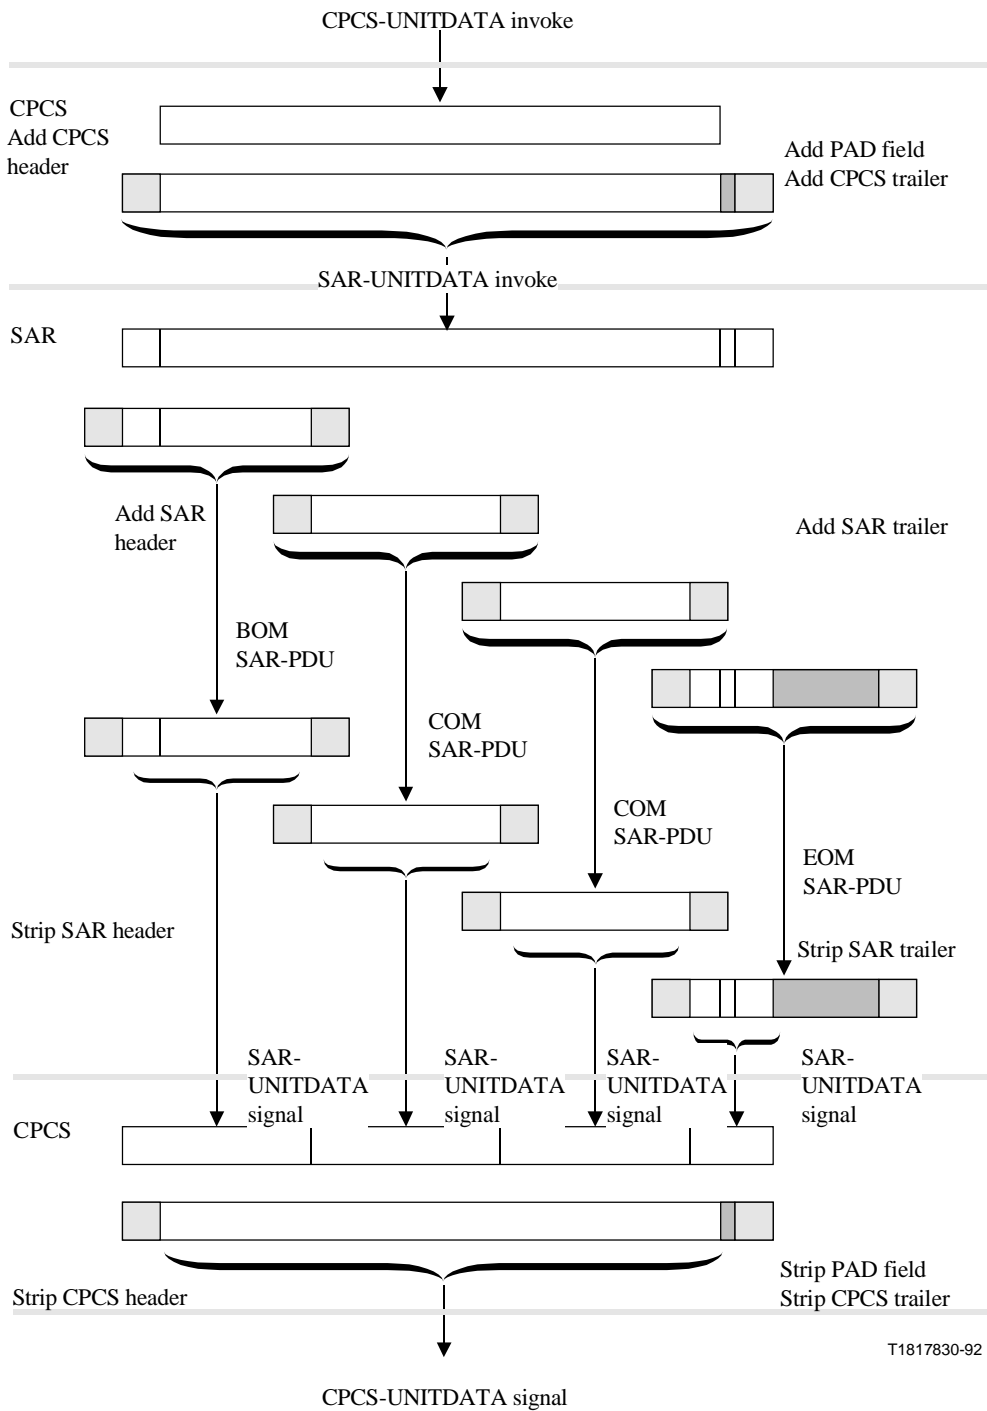 CPCS-UNITDATA invoke
CPCS
Add CPCS
header
Add PAD field
Add CPCS trailer
SAR-UNITDATA invoke
SAR
Add SAR
header
Add SAR trailer
BOM
SAR-PDU
COM
SAR-PDU
COM
SAR-PDU
EOM
SAR-PDU
Strip SAR header
Strip SAR trailer
SAR-
UNITDATA
signal
SAR-
UNITDATA
signal
SAR-
UNITDATA
signal
SAR-
UNITDATA
signal
CPCS
Strip CPCS header
Strip PAD field
Strip CPCS trailer
T1817830-92
CPCS-UNITDATA signal